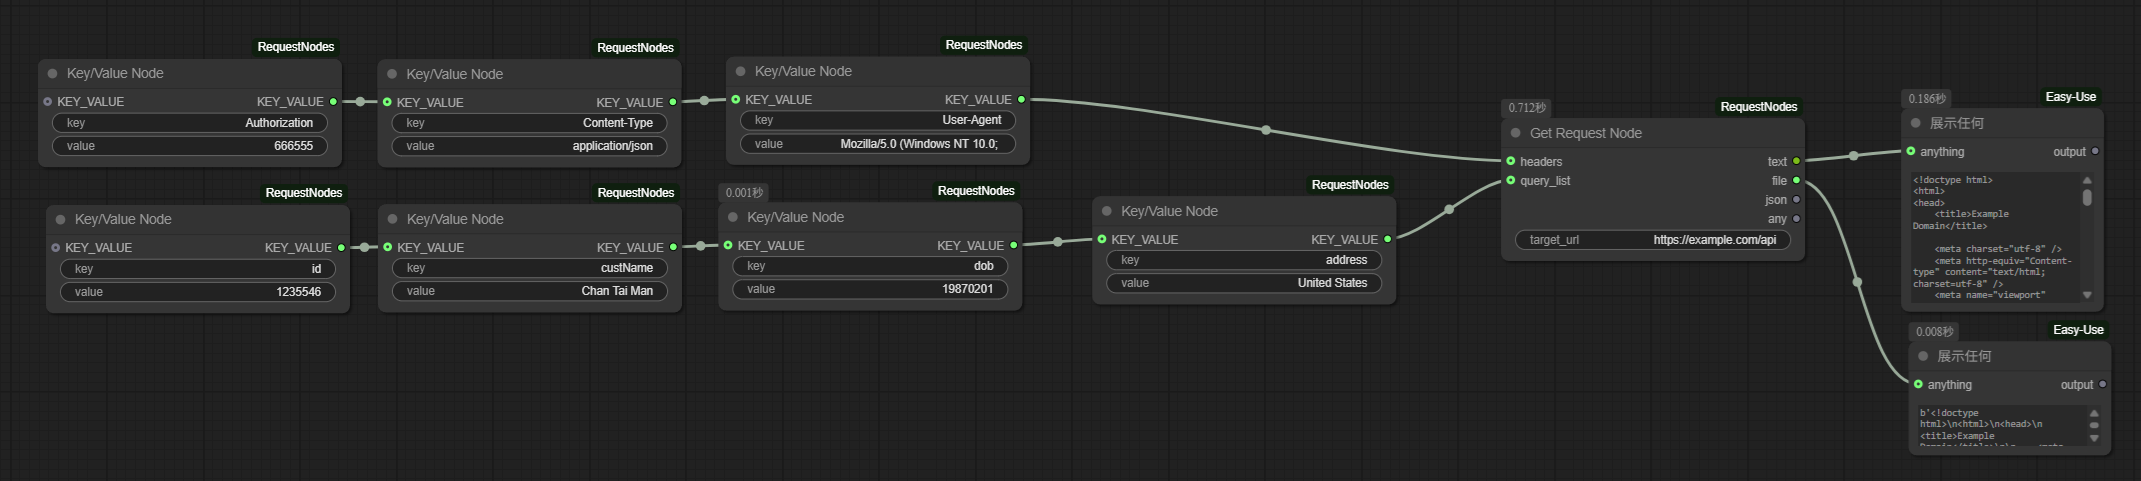 RequestNodes
Key/Value Node
KEY_VALUE KEY_VALUE
key Authorization
value 666555
RequestNodes
Key/Value Node
KEY_VALUE KEY_VALUE
key Content-Type
value application/json
RequestNodes
Key/Value Node
KEY_VALUE KEY_VALUE
key User-Agent
value Mozilla/5.0 (Windows NT 10.0;
RequestNodes
Key/Value Node
KEY_VALUE KEY_VALUE
key id
value 1235546
RequestNodes
Key/Value Node
KEY_VALUE KEY_VALUE
key custName
value Chan Tai Man
0.001秒 RequestNodes
Key/Value Node
KEY_VALUE KEY_VALUE
key dob
value 19870201
RequestNodes
Key/Value Node
KEY_VALUE KEY_VALUE
key address
value United States
0.712秒 RequestNodes
Get Request Node
headers text
query_list file
json
any
target_url https://example.com/api
0.186秒 Easy-Use
展示任何
anything output
<!doctype html>
<html>
<head>
<title>Example
Domain</title>
<meta charset="utf-8" />
<meta http-equiv="Content-
type" content="text/html;
charset=utf-8" />
<meta name="viewport"
0.008秒 Easy-Use
展示任何
anything output
b'<!doctype
html>\n<html>\n<head>\n
<title>Example